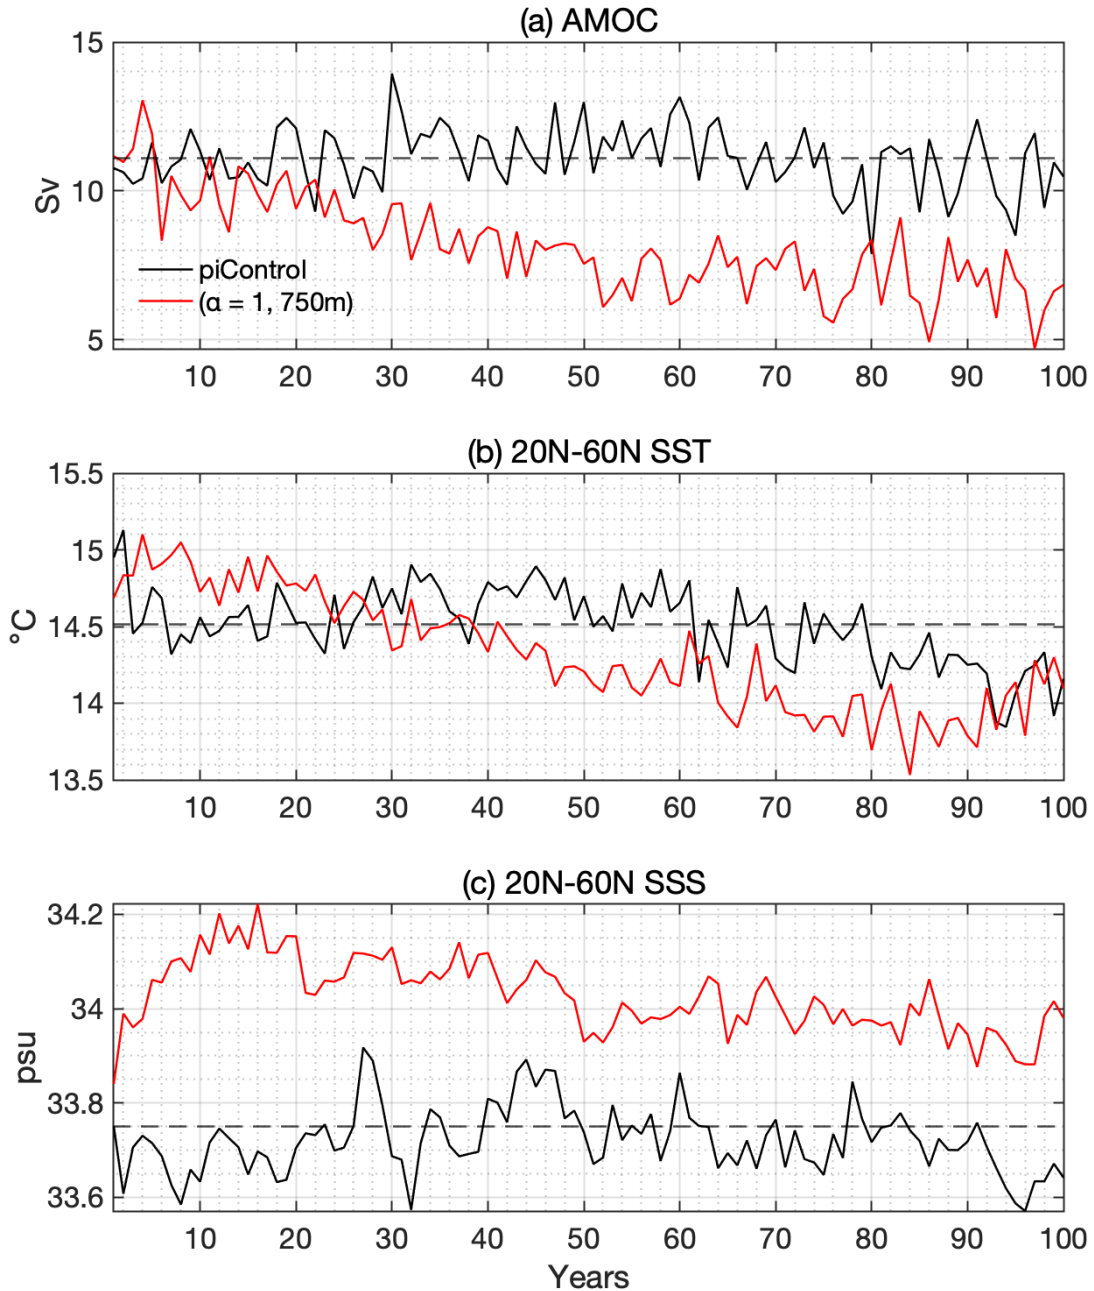 (a) AMOC
15
10
5
Sv
piControl
(α = 1, 750m)
10 20 30 40 50 60 70 80 90 100
(b) 20N-60N SST
15.5
15
14.5
14
13.5
°C
10 20 30 40 50 60 70 80 90 100
(c) 20N-60N SSS
34.2
34
33.8
33.6
psu
10 20 30 40 50 60 70 80 90 100
Years